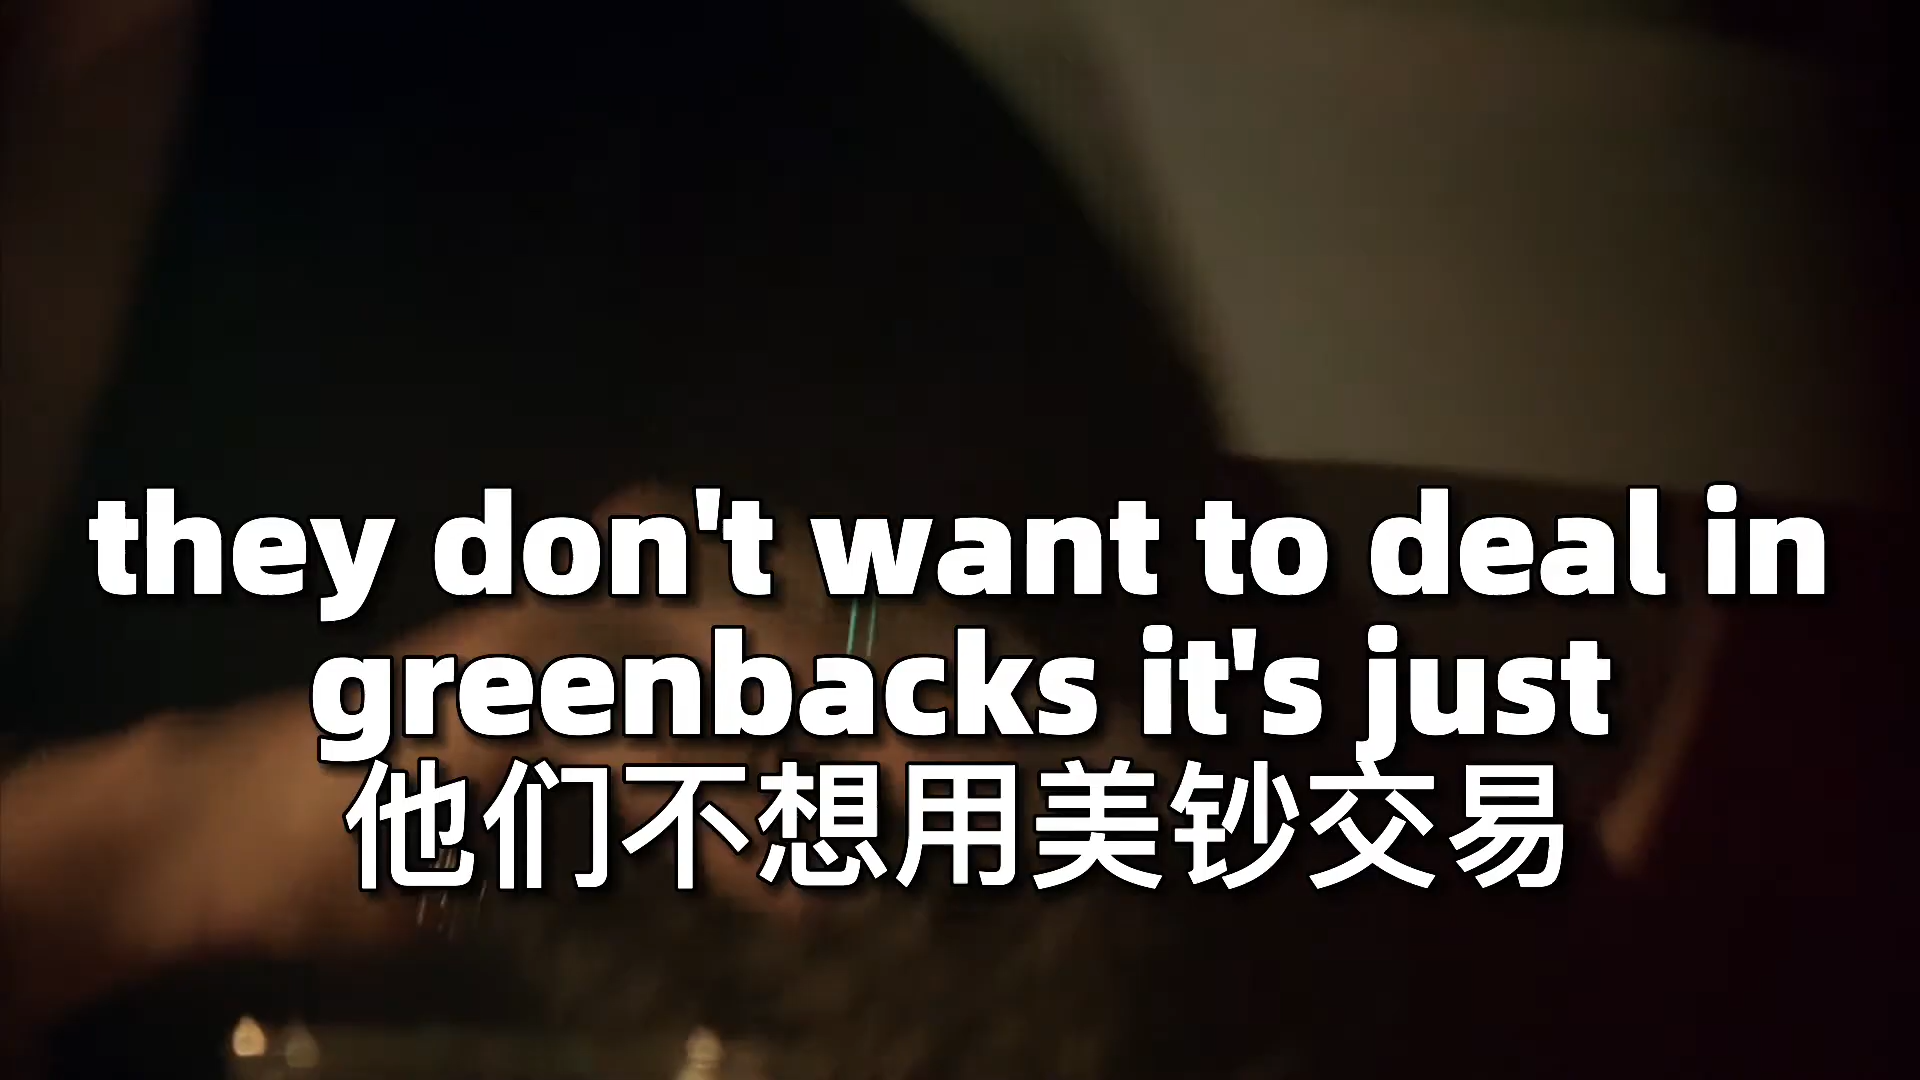 they don't want to deal in
greenbacks it's just
他们不想用美钞交易